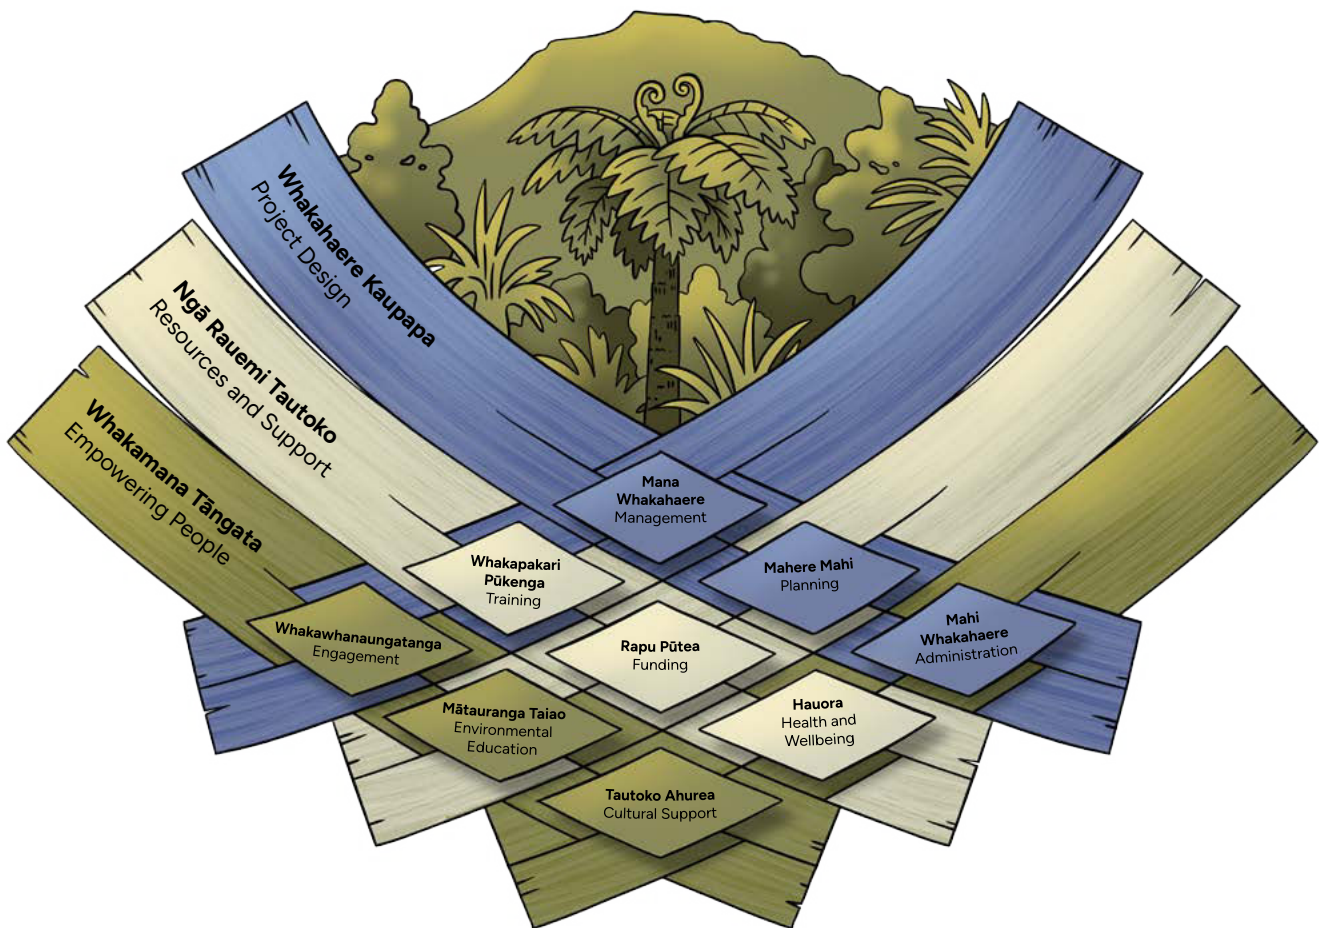 Whakahaere Kaupapa
Project Design
Ngā Rauemi Tautoko
Resources and Support
Whakamana Tāngata
Empowering People
Mana
Whakahaere
Management
Whakapakari
Pūkenga
Training
Mahere Mahi
Planning
Whakawhanaungatanga
Engagement
Rapu Pūtea
Funding
Mahi
Whakahaere
Administration
Mātauranga Taiao
Environmental
Education
Hauora
Health and
Wellbeing
Tautoko Ahurea
Cultural Support